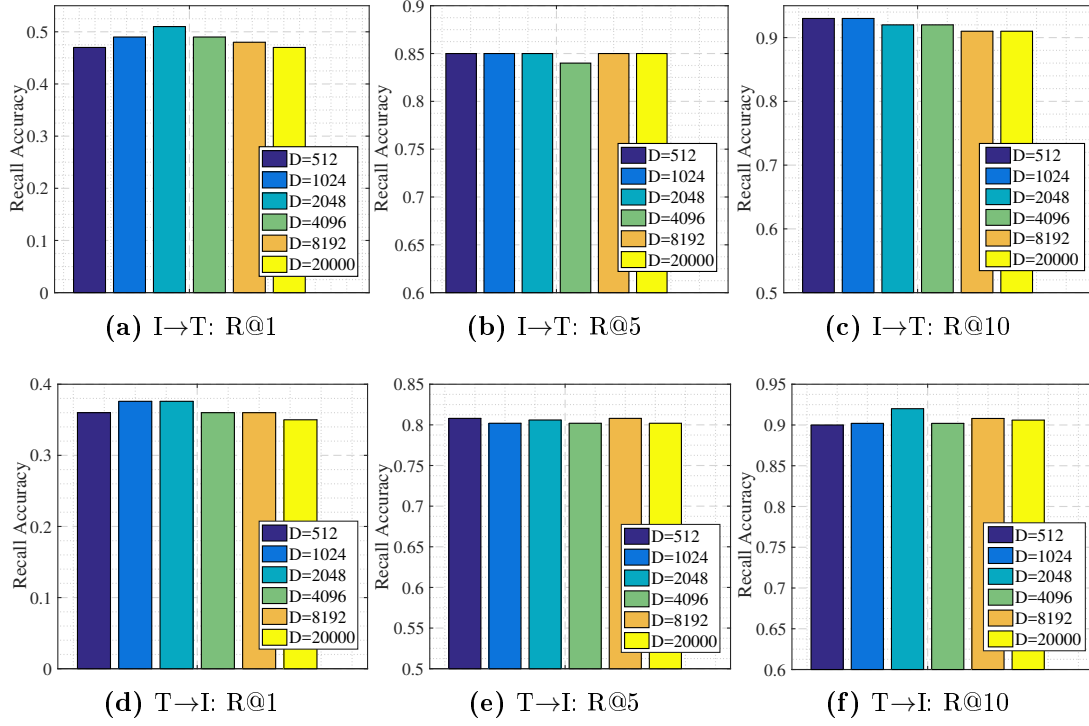 0.5
0.4
0.3
0.2
0.1
0
Recall Accuracy
D=512
D=1024
D=2048
D=4096
D=8192
D=20000
(a) I→T: R@1
0.9
0.85
0.8
0.75
0.7
0.65
0.6
Recall Accuracy
D=512
D=1024
D=2048
D=4096
D=8192
D=20000
(b) I→T: R@5
0.9
0.8
0.7
0.6
0.5
Recall Accuracy
D=512
D=1024
D=2048
D=4096
D=8192
D=20000
(c) I→T: R@10
0.4
0.3
0.2
0.1
0
Recall Accuracy
D=512
D=1024
D=2048
D=4096
D=8192
D=20000
(d) T→I: R@1
0.85
0.8
0.75
0.7
0.65
0.6
0.55
0.5
Recall Accuracy
D=512
D=1024
D=2048
D=4096
D=8192
D=20000
(e) T→I: R@5
0.95
0.9
0.85
0.8
0.75
0.7
0.65
0.6
Recall Accuracy
D=512
D=1024
D=2048
D=4096
D=8192
D=20000
(f) T→I: R@10